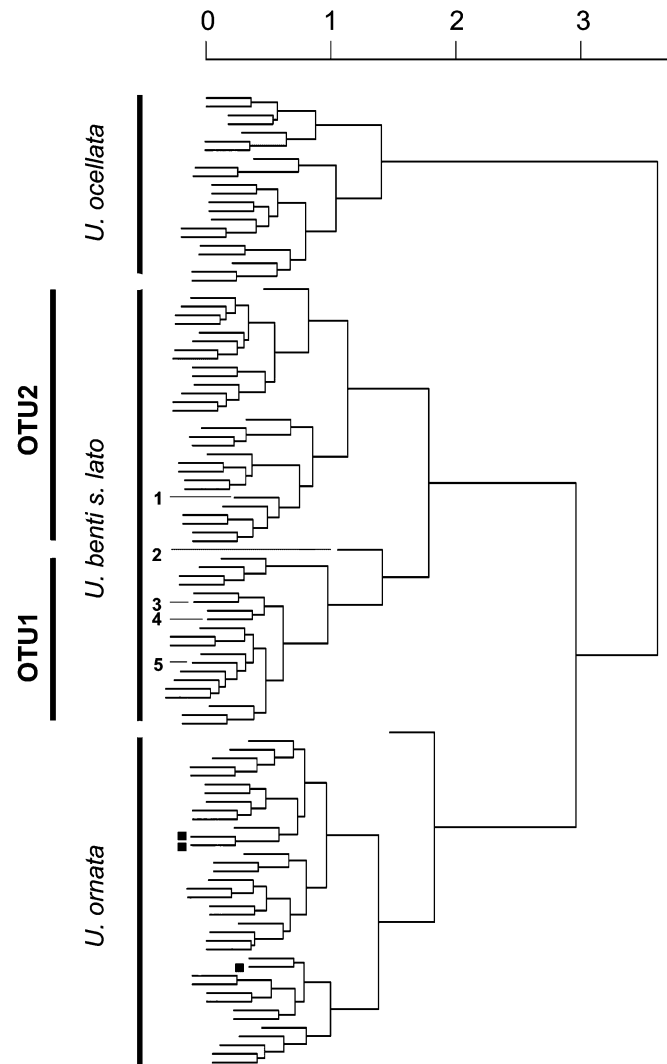 0 1 2 3
U. ocellata
OTU2
U. benti s. lato
1
2
OTU1
3
4
5
U. ornata